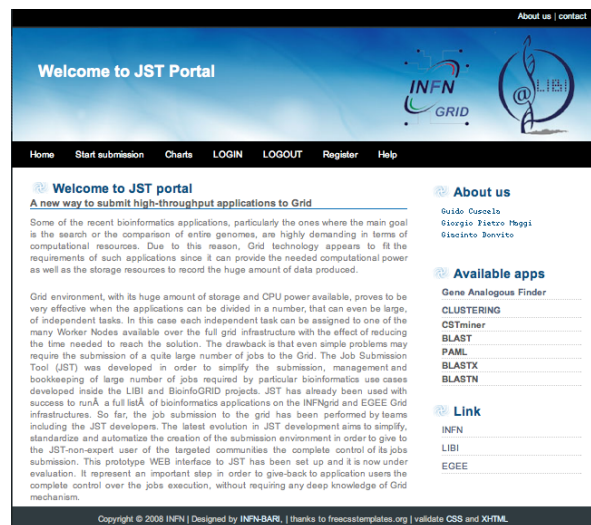 About us | contact
Welcome to JST Portal
INFN
GRID
@
LIBI
Home Start submission Charts LOGIN LOGOUT Register Help
Welcome to JST portal
A new way to submit high-throughput applications to Grid
Some of the recent bioinformatics applications, particularly the ones where the main goal
is the search or the comparison of entire genomes, are highly demanding in terms of
computational resources. Due to this reason, Grid technology appears to fit the
requirements of such applications since it can provide the needed computational power
as well as the storage resources to record the huge amount of data produced.
Grid environment, with its huge amount of storage and CPU power available, proves to be
very effective when the applications can be divided in a number, that can even be large,
of independent tasks. In this case each independent task can be assigned to one of the
many Worker Nodes available over the full grid infrastructure with the effect of reducing
the time needed to reach the solution. The drawback is that even simple problems may
require the submission of a quite large number of jobs to the Grid. The Job Submission
Tool (JST) was developed in order to simplify the submission, management and
bookkeeping of large number of jobs required by particular bioinformatics use cases
developed inside the LIBI and BioinfoGRID projects. JST has already been used with
success to runÂ a full listÂ of bioinformatics applications on the INFNgrid and EGEE Grid
infrastructures. So far, the job submission to the grid has been performed by teams
including the JST developers. The latest evolution in JST development aims to simplify,
standardize and automatize the creation of the submission environment in order to give to
the JST-non-expert user of the targeted communities the complete control of its jobs
submission. This prototype WEB interface to JST has been set up and it is now under
evaluation. It represent an important step in order to give-back to application users the
complete control over the jobs execution, without requiring any deep knowledge of Grid
mechanism.
About us
Guido Cuscela
Giorgio Pietro Maggi
Giacinto Donvito
Available apps
Gene Analogous Finder
CLUSTERING
CSTminer
BLAST
PAML
BLASTX
BLASTN
Link
INFN
LIBI
EGEE
Copyright © 2008 INFN | Designed by INFN-BARI, | thanks to freecsstemplates.org | validate CSS and XHTML